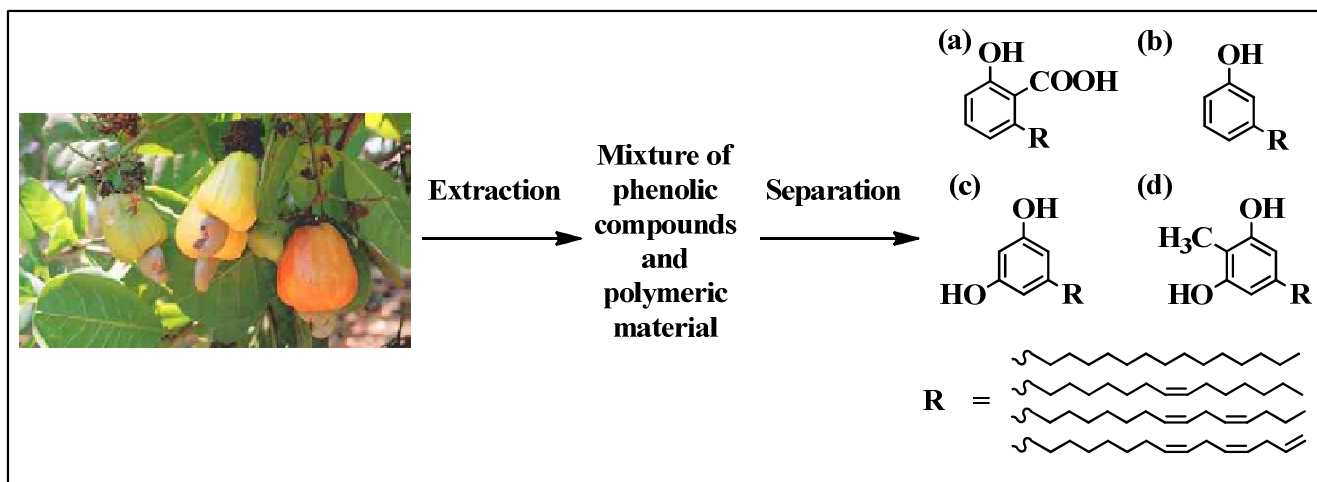 Extraction
Mixture of
phenolic
compounds
and
polymeric
material
Separation
(a)
OH
COOH
R
(b)
OH
R
(c)
OH
HO
R
(d)
OH
H₃C
HO
R
R =